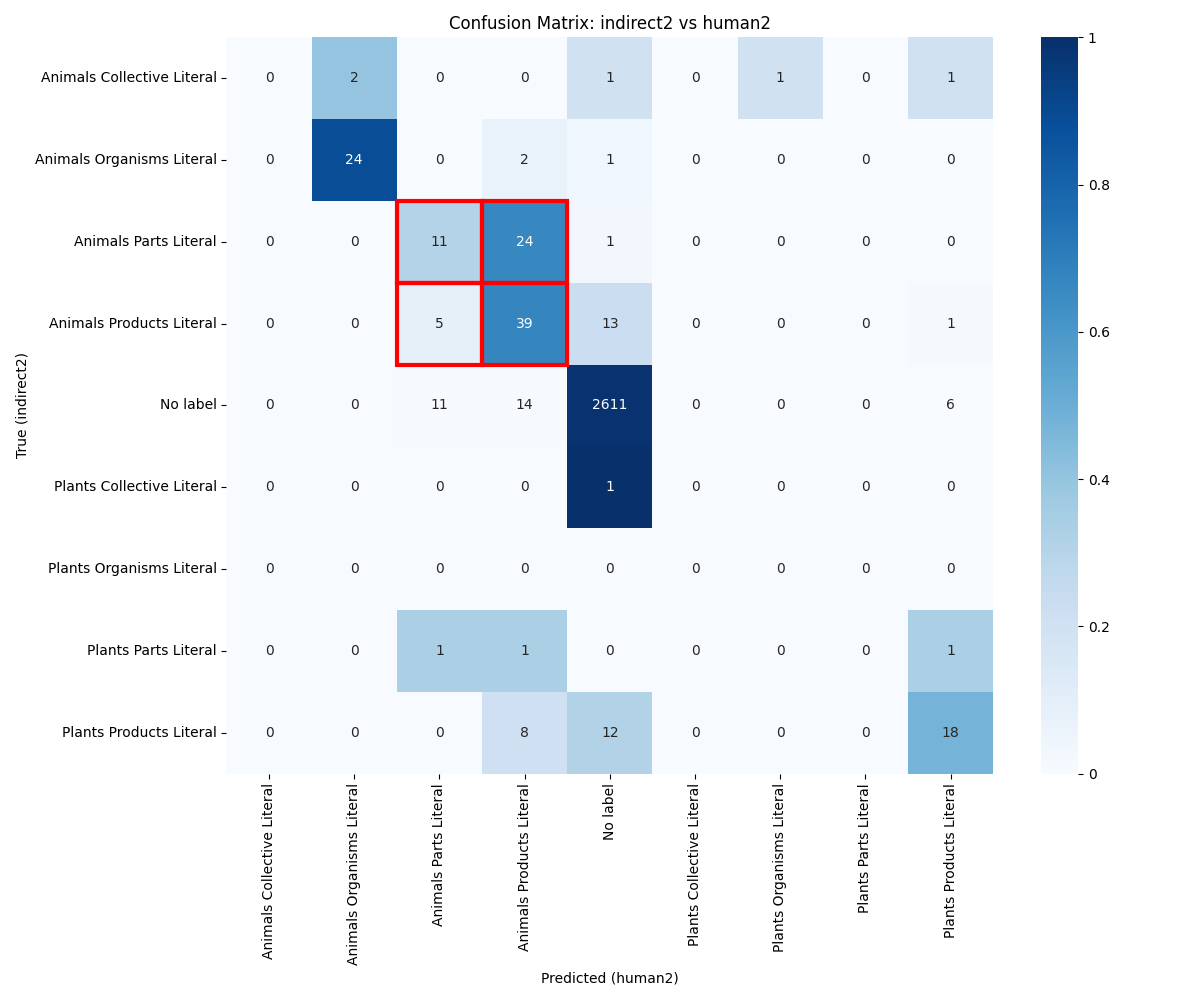 Confusion Matrix: indirect2 vs human2
Animals Collective Literal 0 2 0 0 1 0 1 0 1
Animals Organisms Literal 0 24 0 2 1 0 0 0 0
Animals Parts Literal 0 0 11 24 1 0 0 0 0
Animals Products Literal 0 0 5 39 13 0 0 0 1
No label 0 0 11 14 2611 0 0 0 6
Plants Collective Literal 0 0 0 0 1 0 0 0 0
Plants Organisms Literal 0 0 0 0 0 0 0 0 0
Plants Parts Literal 0 0 1 1 0 0 0 0 1
Plants Products Literal 0 0 0 8 12 0 0 0 18
True (indirect2)
Animals Collective Literal
Animals Organisms Literal
Animals Parts Literal
Animals Products Literal
No label
Plants Collective Literal
Plants Organisms Literal
Plants Parts Literal
Plants Products Literal
Predicted (human2)
1
0.8
0.6
0.4
0.2
0